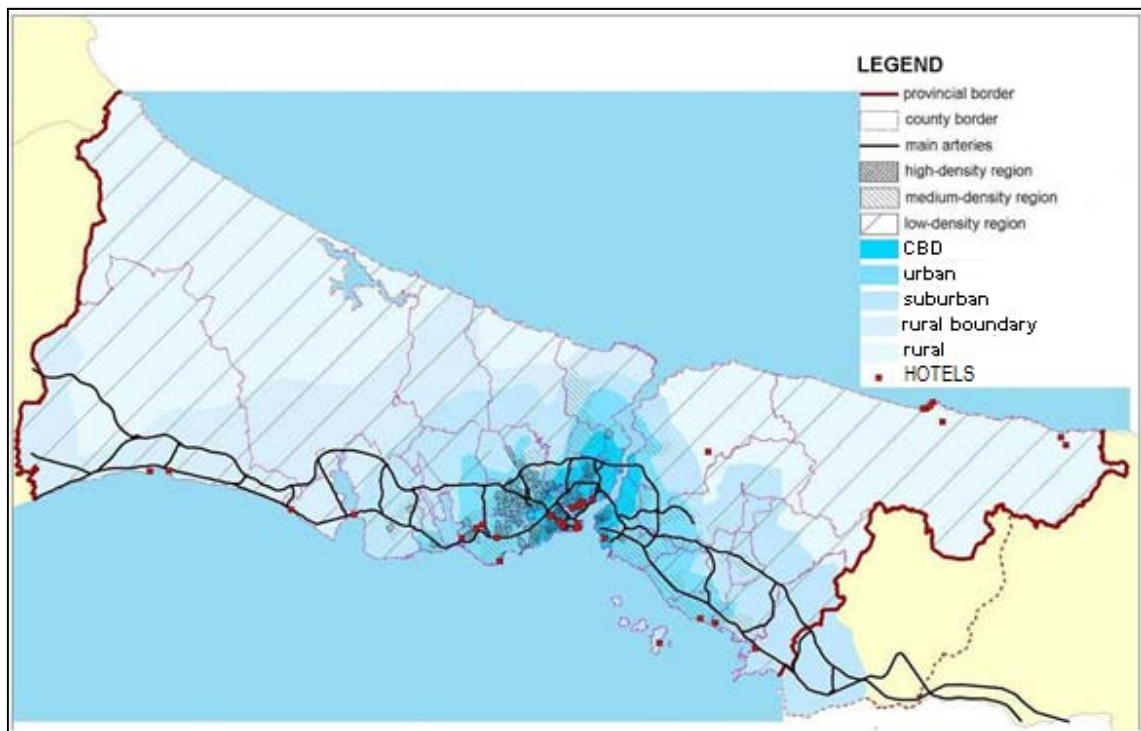 LEGEND
provincial border
county border
main arteries
high-density region
medium-density region
low-density region
CBD
urban
suburban
rural boundary
rural
HOTELS